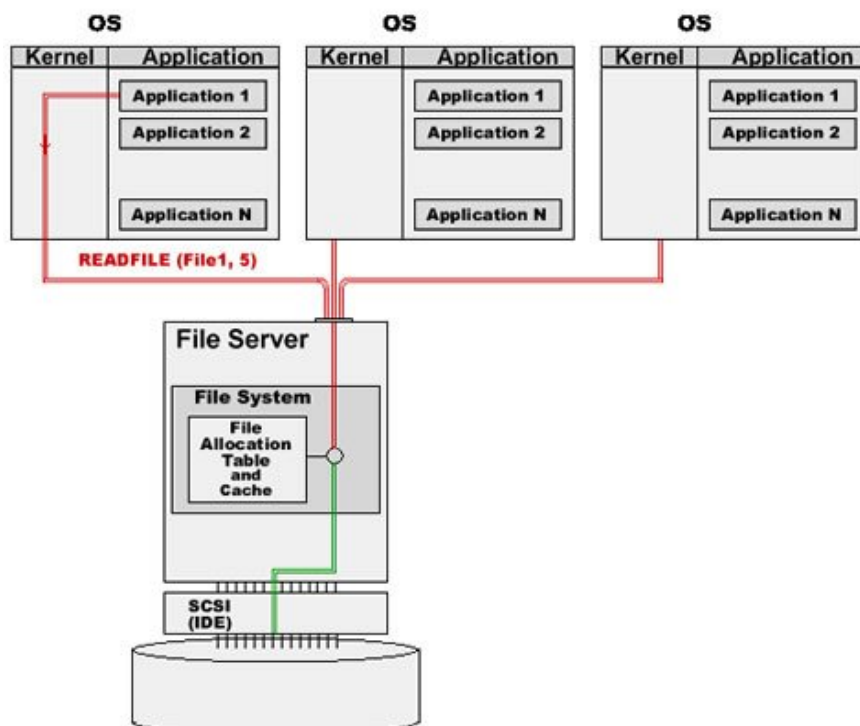 OS
OS
OS
Kernel Application
Kernel Application
Kernel Application
Application 1
Application 2
Application N
Application 1
Application 2
Application N
Application 1
Application 2
Application N
READFILE (File1, 5)
File Server
File System
File
Allocation
Table
and
Cache
SCSI
(IDE)